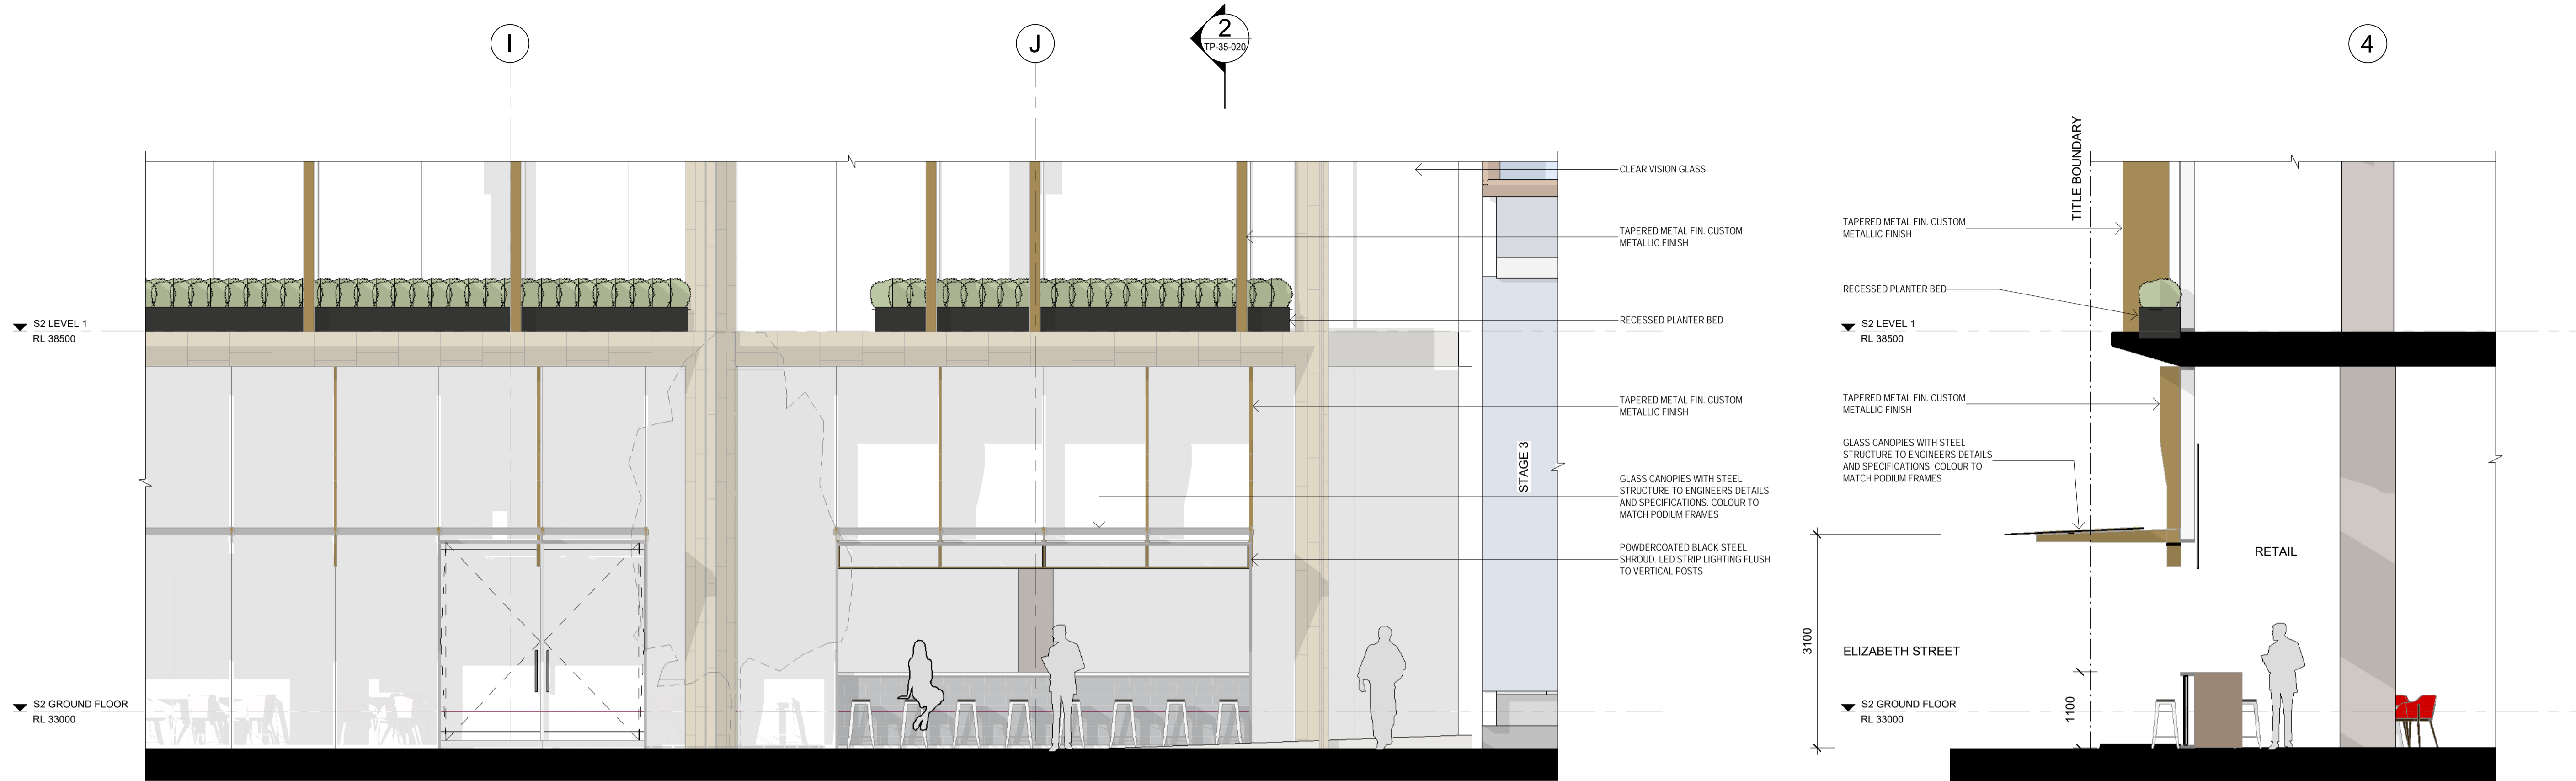 I
J
2
TP-35-020
4
CLEAR VISION GLASS
TAPERED METAL FIN. CUSTOM
METALLIC FINISH
RECESSED PLANTER BED
S2 LEVEL 1
RL 38500
TAPERED METAL FIN. CUSTOM
METALLIC FINISH
STAGE 3
GLASS CANOPIES WITH STEEL
STRUCTURE TO ENGINEERS DETAILS
AND SPECIFICATIONS. COLOUR TO
MATCH PODIUM FRAMES
POWDERCOATED BLACK STEEL
SHROUD. LED STRIP LIGHTING FLUSH
TO VERTICAL POSTS
S2 GROUND FLOOR
RL 33000
TITLE BOUNDARY
TAPERED METAL FIN. CUSTOM
METALLIC FINISH
RECESSED PLANTER BED
S2 LEVEL 1
RL 38500
TAPERED METAL FIN. CUSTOM
METALLIC FINISH
GLASS CANOPIES WITH STEEL
STRUCTURE TO ENGINEERS DETAILS
AND SPECIFICATIONS. COLOUR TO
MATCH PODIUM FRAMES
RETAIL
3100
ELIZABETH STREET
1100
S2 GROUND FLOOR
RL 33000